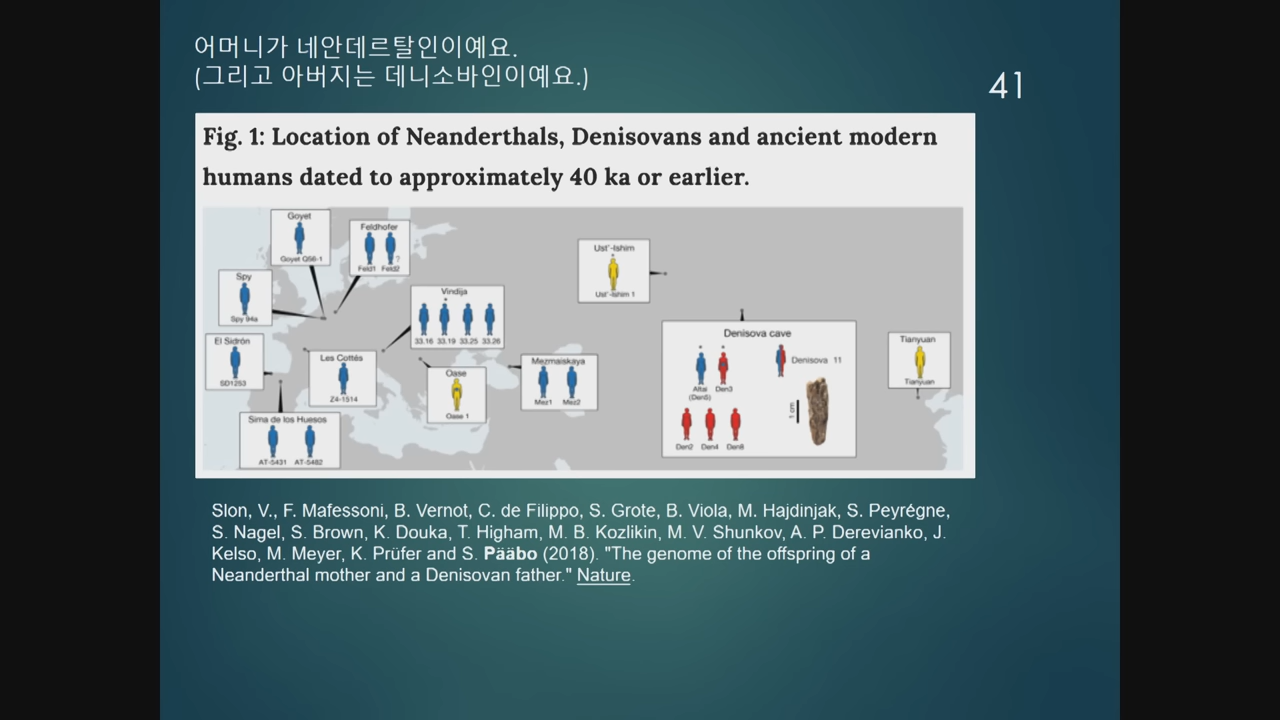 어머니가 네안데르탈인이예요.
(그리고 아버지는 데니소바인이예요.)
41
Fig. 1: Location of Neanderthals, Denisovans and ancient modern
humans dated to approximately 40 ka or earlier.
Goyet
Goyet Q56-1
Feldhofer
?
Feld1 Feld2
Spy
Spy 94a
Vindija
33.16 33.19 33.25 33.26
Ust'-Ishim
Ust'-Ishim 1
El Sidrón
SD1253
Les Cottés
Z4-1514
Oase
Oase 1
Mezmaiskaya
Mez1 Mez2
Denisova cave
Denisova 11
Altai Den3
(Den5)
1 cm
Den2 Den4 Den8
Tianyuan
Tianyuan
Sima de los Huesos
AT-5431 AT-5482
Slon, V., F. Mafessoni, B. Vernot, C. de Filippo, S. Grote, B. Viola, M. Hajdinjak, S. Peyrégne,
S. Nagel, S. Brown, K. Douka, T. Higham, M. B. Kozlikin, M. V. Shunkov, A. P. Derevianko, J.
Kelso, M. Meyer, K. Prüfer and S. Pääbo (2018). "The genome of the offspring of a
Neanderthal mother and a Denisovan father." Nature.